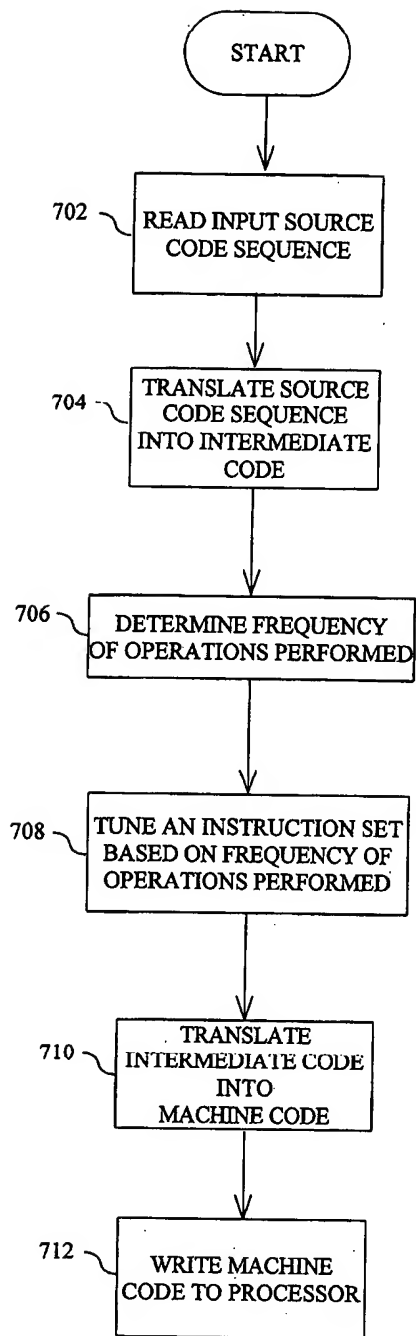 START
702
READ INPUT SOURCE
CODE SEQUENCE
704
TRANSLATE SOURCE
CODE SEQUENCE
INTO INTERMEDIATE
CODE
706
DETERMINE FREQUENCY
OF OPERATIONS PERFORMED
708
TUNE AN INSTRUCTION SET
BASED ON FREQUENCY OF
OPERATIONS PERFORMED
710
TRANSLATE
INTERMEDIATE CODE
INTO
MACHINE CODE
712
WRITE MACHINE
CODE TO PROCESSOR